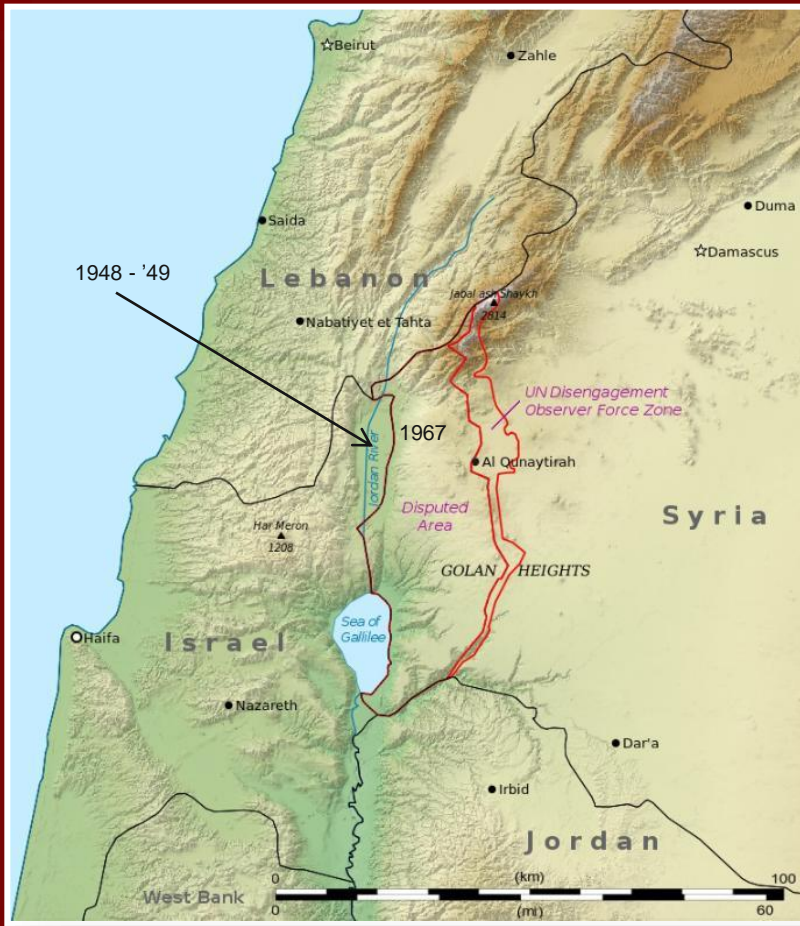 Beirut
Zahle
Saida
Duma
Damascus
1948 - ’49
Lebanon
Jabal ash Shaykh
2814
Nabatiyet et Tahta
UN Disengagement
Observer Force Zone
1967
Jordan River
Al Qunaytirah
Disputed
Area
Syria
Har Meron
1208
GOLAN HEIGHTS
Sea of
Gallilee
Haifa
Israel
Nazareth
Dar'a
Irbid
Jordan
West Bank
0 (km) 100
0 (mi) 60